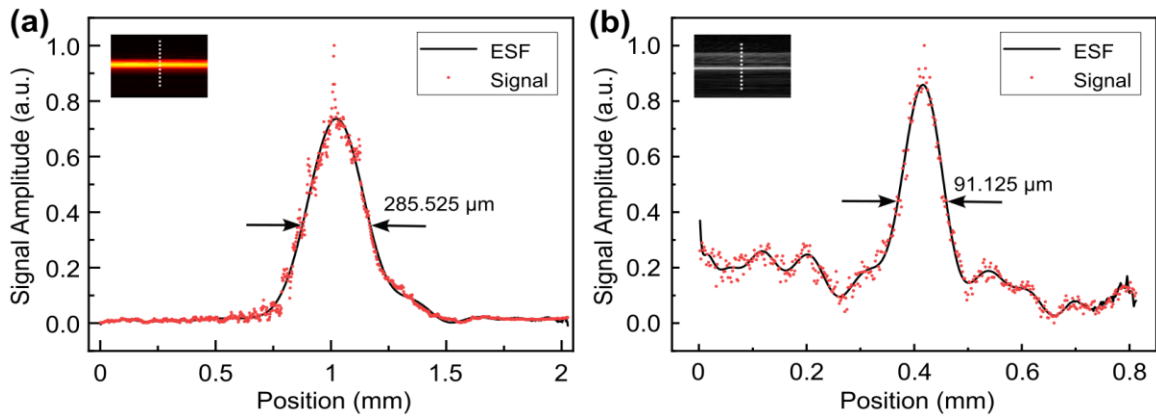 (a)
ESF
Signal
285.525 µm
Signal Amplitude (a.u.)
1.0
0.8
0.6
0.4
0.2
0.0
0 0.5 1 1.5 2
Position (mm)
(b)
ESF
Signal
91.125 µm
Signal Amplitude (a.u.)
1.0
0.8
0.6
0.4
0.2
0.0
0 0.2 0.4 0.6 0.8
Position (mm)